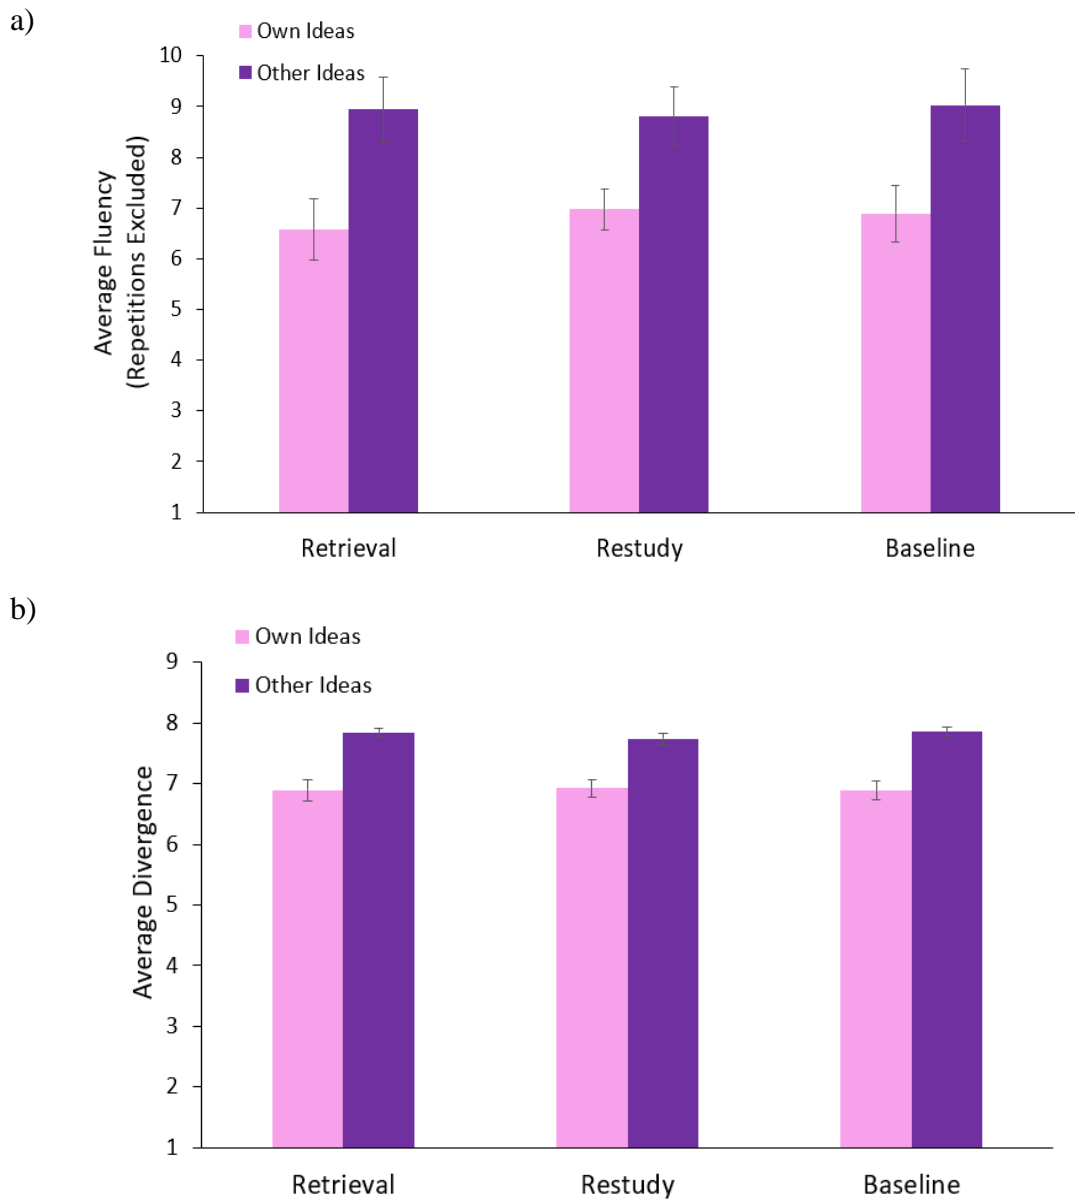 a)
Own Ideas
Other Ideas
10
9
8
7
6
5
4
3
2
1
Average Fluency
(Repetitions Excluded)
Retrieval Restudy Baseline
b)
Own Ideas
Other Ideas
9
8
7
6
5
4
3
2
1
Average Divergence
Retrieval Restudy Baseline